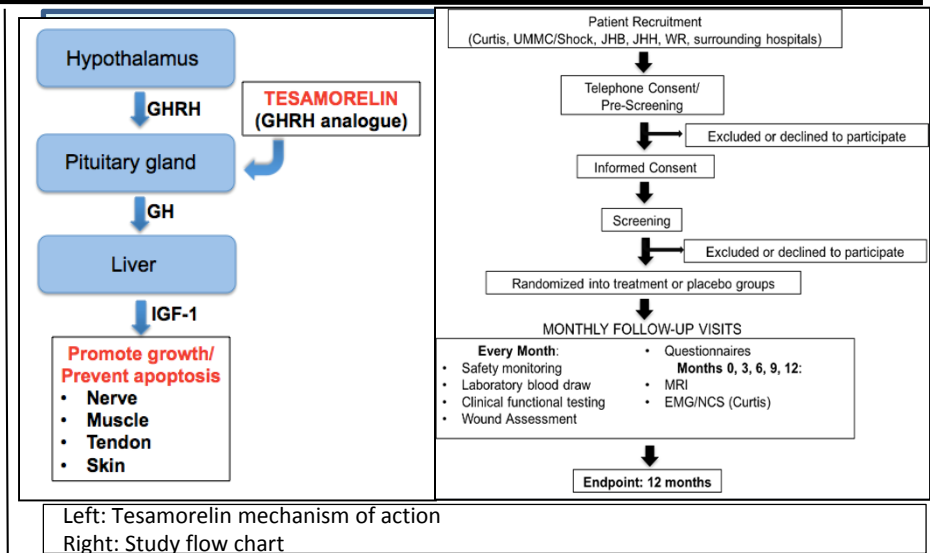 Hypothalamus
GHRH
TESAMORELIN
(GHRH analogue)
Pituitary gland
GH
Liver
IGF-1
Promote growth/
Prevent apoptosis
• Nerve
• Muscle
• Tendon
• Skin
Patient Recruitment
(Curtis, UMMC/Shock, JHB, JHH, WR, surrounding hospitals)
Telephone Consent/
Pre-Screening
Excluded or declined to participate
Informed Consent
Screening
Excluded or declined to participate
Randomized into treatment or placebo groups
MONTHLY FOLLOW-UP VISITS
Every Month:
• Safety monitoring
• Laboratory blood draw
• Clinical functional testing
• Wound Assessment
• Questionnaires
Months 0, 3, 6, 9, 12:
• MRI
• EMG/NCS (Curtis)
Endpoint: 12 months
Left: Tesamorelin mechanism of action
Right: Study flow chart